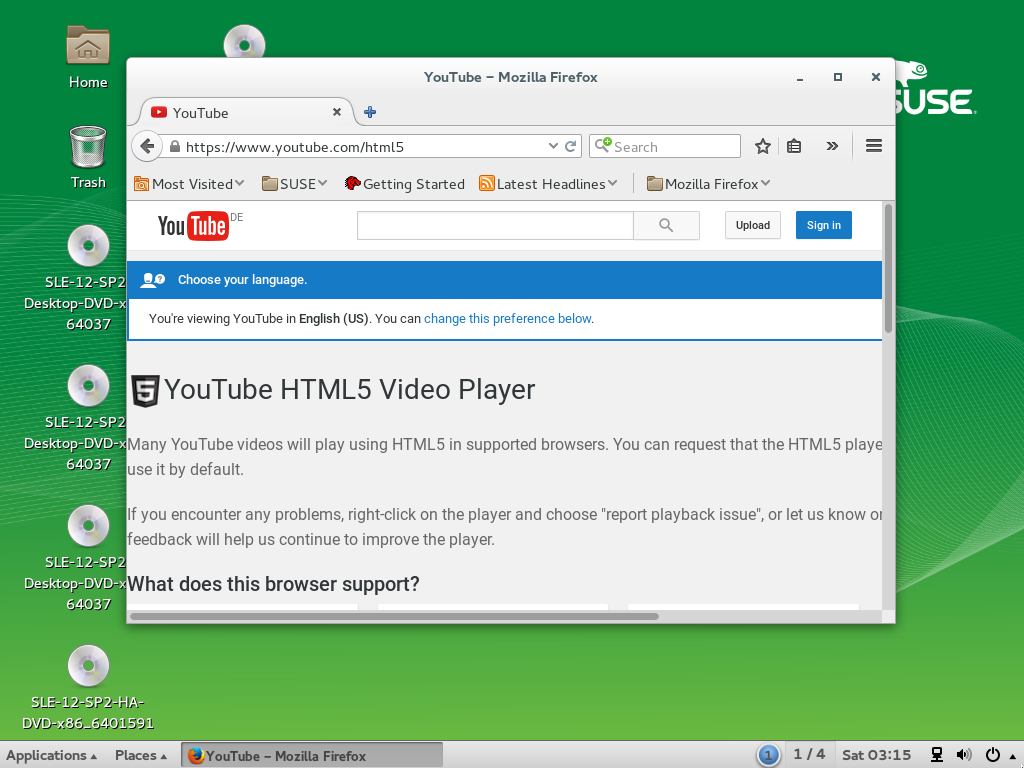 Home
SUSE
YouTube – Mozilla Firefox
YouTube
Trash
https://www.youtube.com/html5
Search
Most Visited
SUSE
Getting Started
Latest Headlines
Mozilla Firefox
YouTube DE
Upload
Sign in
Choose your language.
You're viewing YouTube in English (US). You can change this preference below.
SLE-12-SP2
Desktop-DVD-x
64037
YouTube HTML5 Video Player
Many YouTube videos will play using HTML5 in supported browsers. You can request that the HTML5 playe
use it by default.
SLE-12-SP2
Desktop-DVD-x
64037
If you encounter any problems, right-click on the player and choose "report playback issue", or let us know or
feedback will help us continue to improve the player.
What does this browser support?
SLE-12-SP2
Desktop-DVD-x
64037
SLE-12-SP2-HA-
DVD-x86_6401591
Applications
Places
YouTube – Mozilla Firefox
1
1 / 4
Sat 03:15